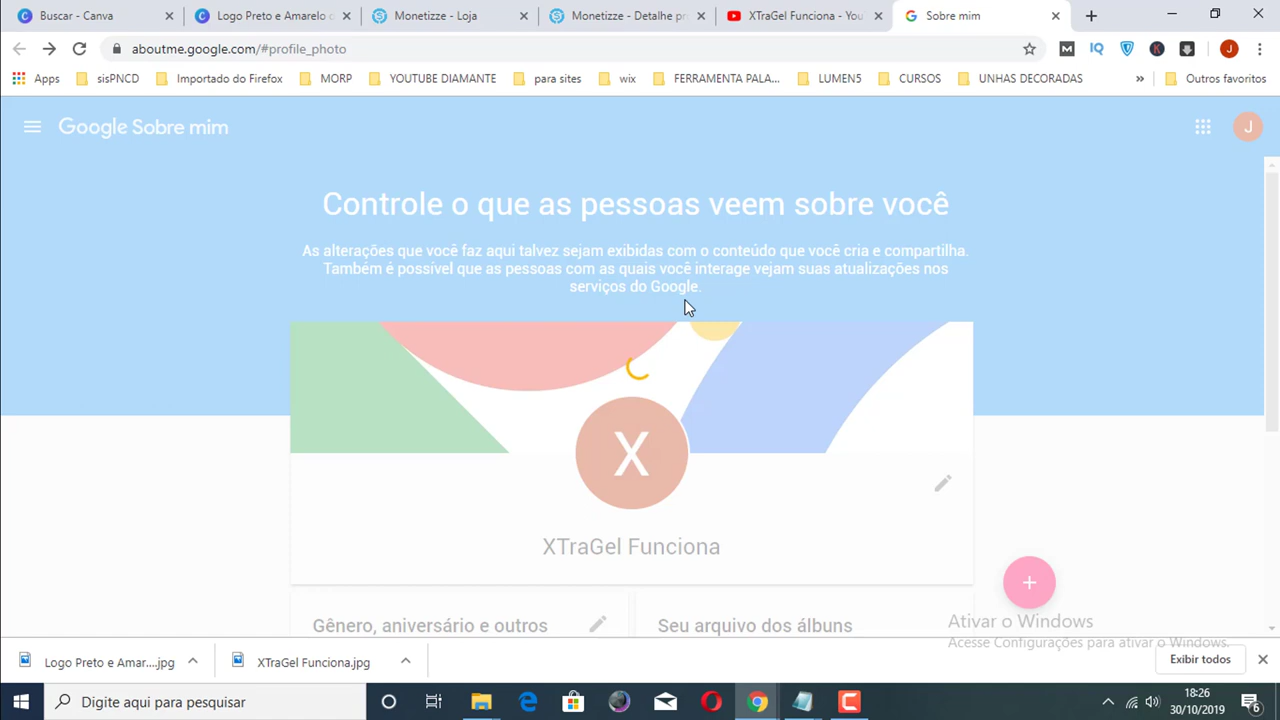 Buscar - Canva
Logo Preto e Amarelo d
Monetizze - Loja
Monetizze - Detalhe pr
XTraGel Funciona - You
Sobre mim
aboutme.google.com/#profile_photo
IQ
K
J
Apps
sisPNCD
Importado do Firefox
MORP
YOUTUBE DIAMANTE
para sites
wix
FERRAMENTA PALA...
LUMEN5
CURSOS
UNHAS DECORADAS
»
Outros favoritos
Google Sobre mim
J
Controle o que as pessoas veem sobre você
As alterações que você faz aqui talvez sejam exibidas com o conteúdo que você cria e compartilha.
Também é possível que as pessoas com as quais você interage vejam suas atualizações nos
serviços do Google.
X
XTraGel Funciona
Gênero, aniversário e outros
Seu arquivo dos álbuns
Ativar o Windows
Acesse Configurações para ativar o Windows.
Logo Preto e Amar....jpg
XTraGel Funciona.jpg
Exibir todos
Digite aqui para pesquisar
18:26
30/10/2019
6